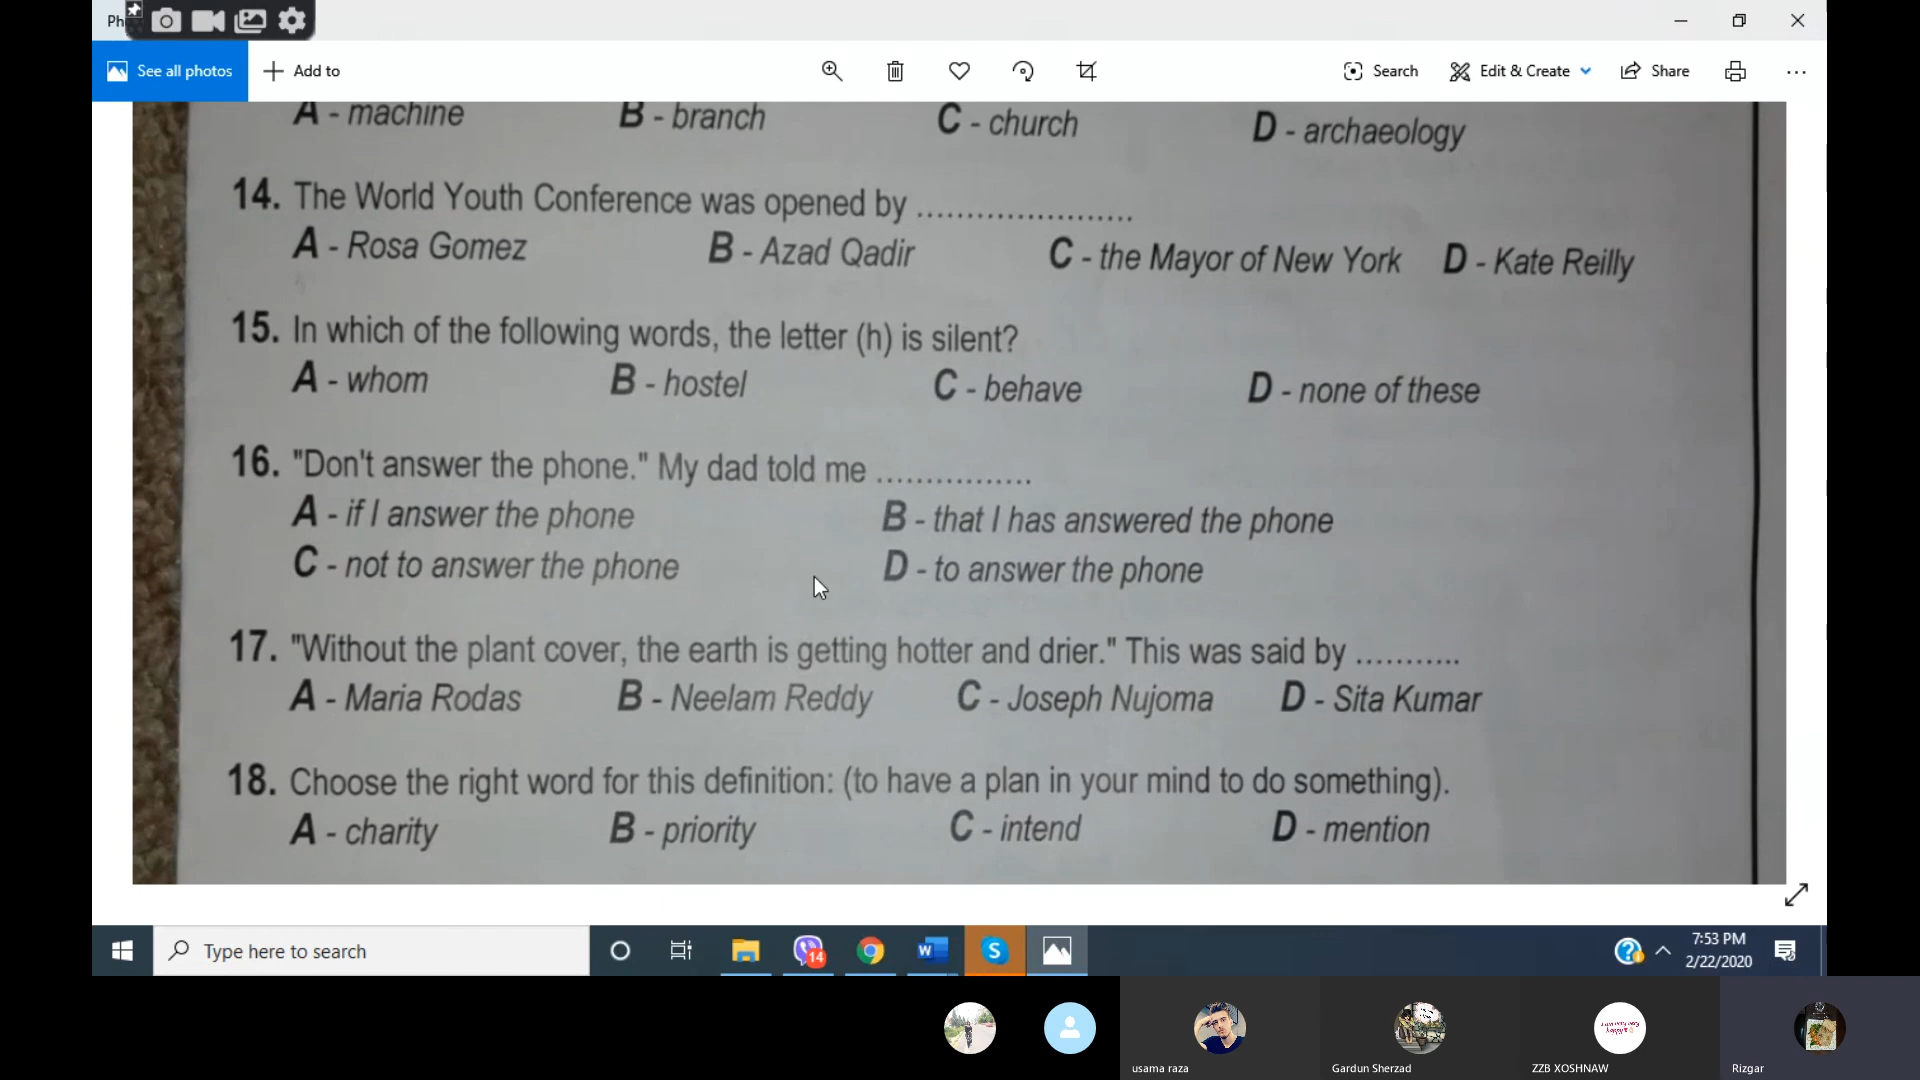 Ph
See all photos
Add to
Search
Edit & Create
Share
A - machine B - branch C - church D - archaeology
14. The World Youth Conference was opened by ......................
A - Rosa Gomez B - Azad Qadir C - the Mayor of New York D - Kate Reilly
15. In which of the following words, the letter (h) is silent?
A - whom B - hostel C - behave D - none of these
16. "Don't answer the phone." My dad told me ................
A - if I answer the phone B - that I has answered the phone
C - not to answer the phone D - to answer the phone
17. "Without the plant cover, the earth is getting hotter and drier." This was said by ...........
A - Maria Rodas B - Neelam Reddy C - Joseph Nujoma D - Sita Kumar
18. Choose the right word for this definition: (to have a plan in your mind to do something).
A - charity B - priority C - intend D - mention
Type here to search
14
7:53 PM
2/22/2020
usama raza
Gardun Sherzad
ZZB XOSHNAW
Rizgar